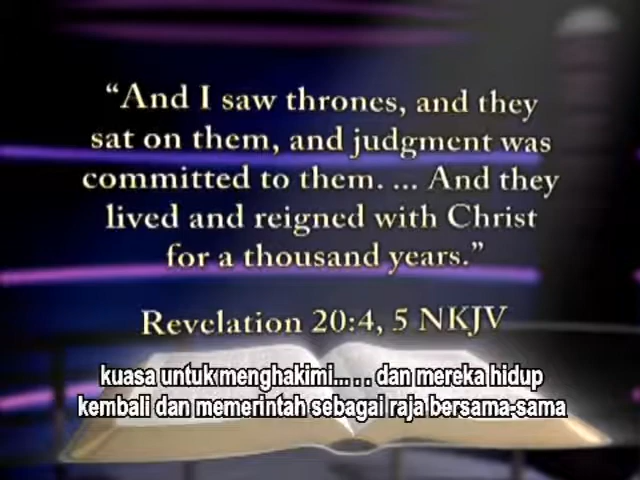 “And I saw thrones, and they
sat on them, and judgment was
committed to them. ... And they
lived and reigned with Christ
for a thousand years.”
Revelation 20:4, 5 NKJV
kuasa untuk menghakimi... . . dan mereka hidup
kembali dan memerintah sebagai raja bersama-sama